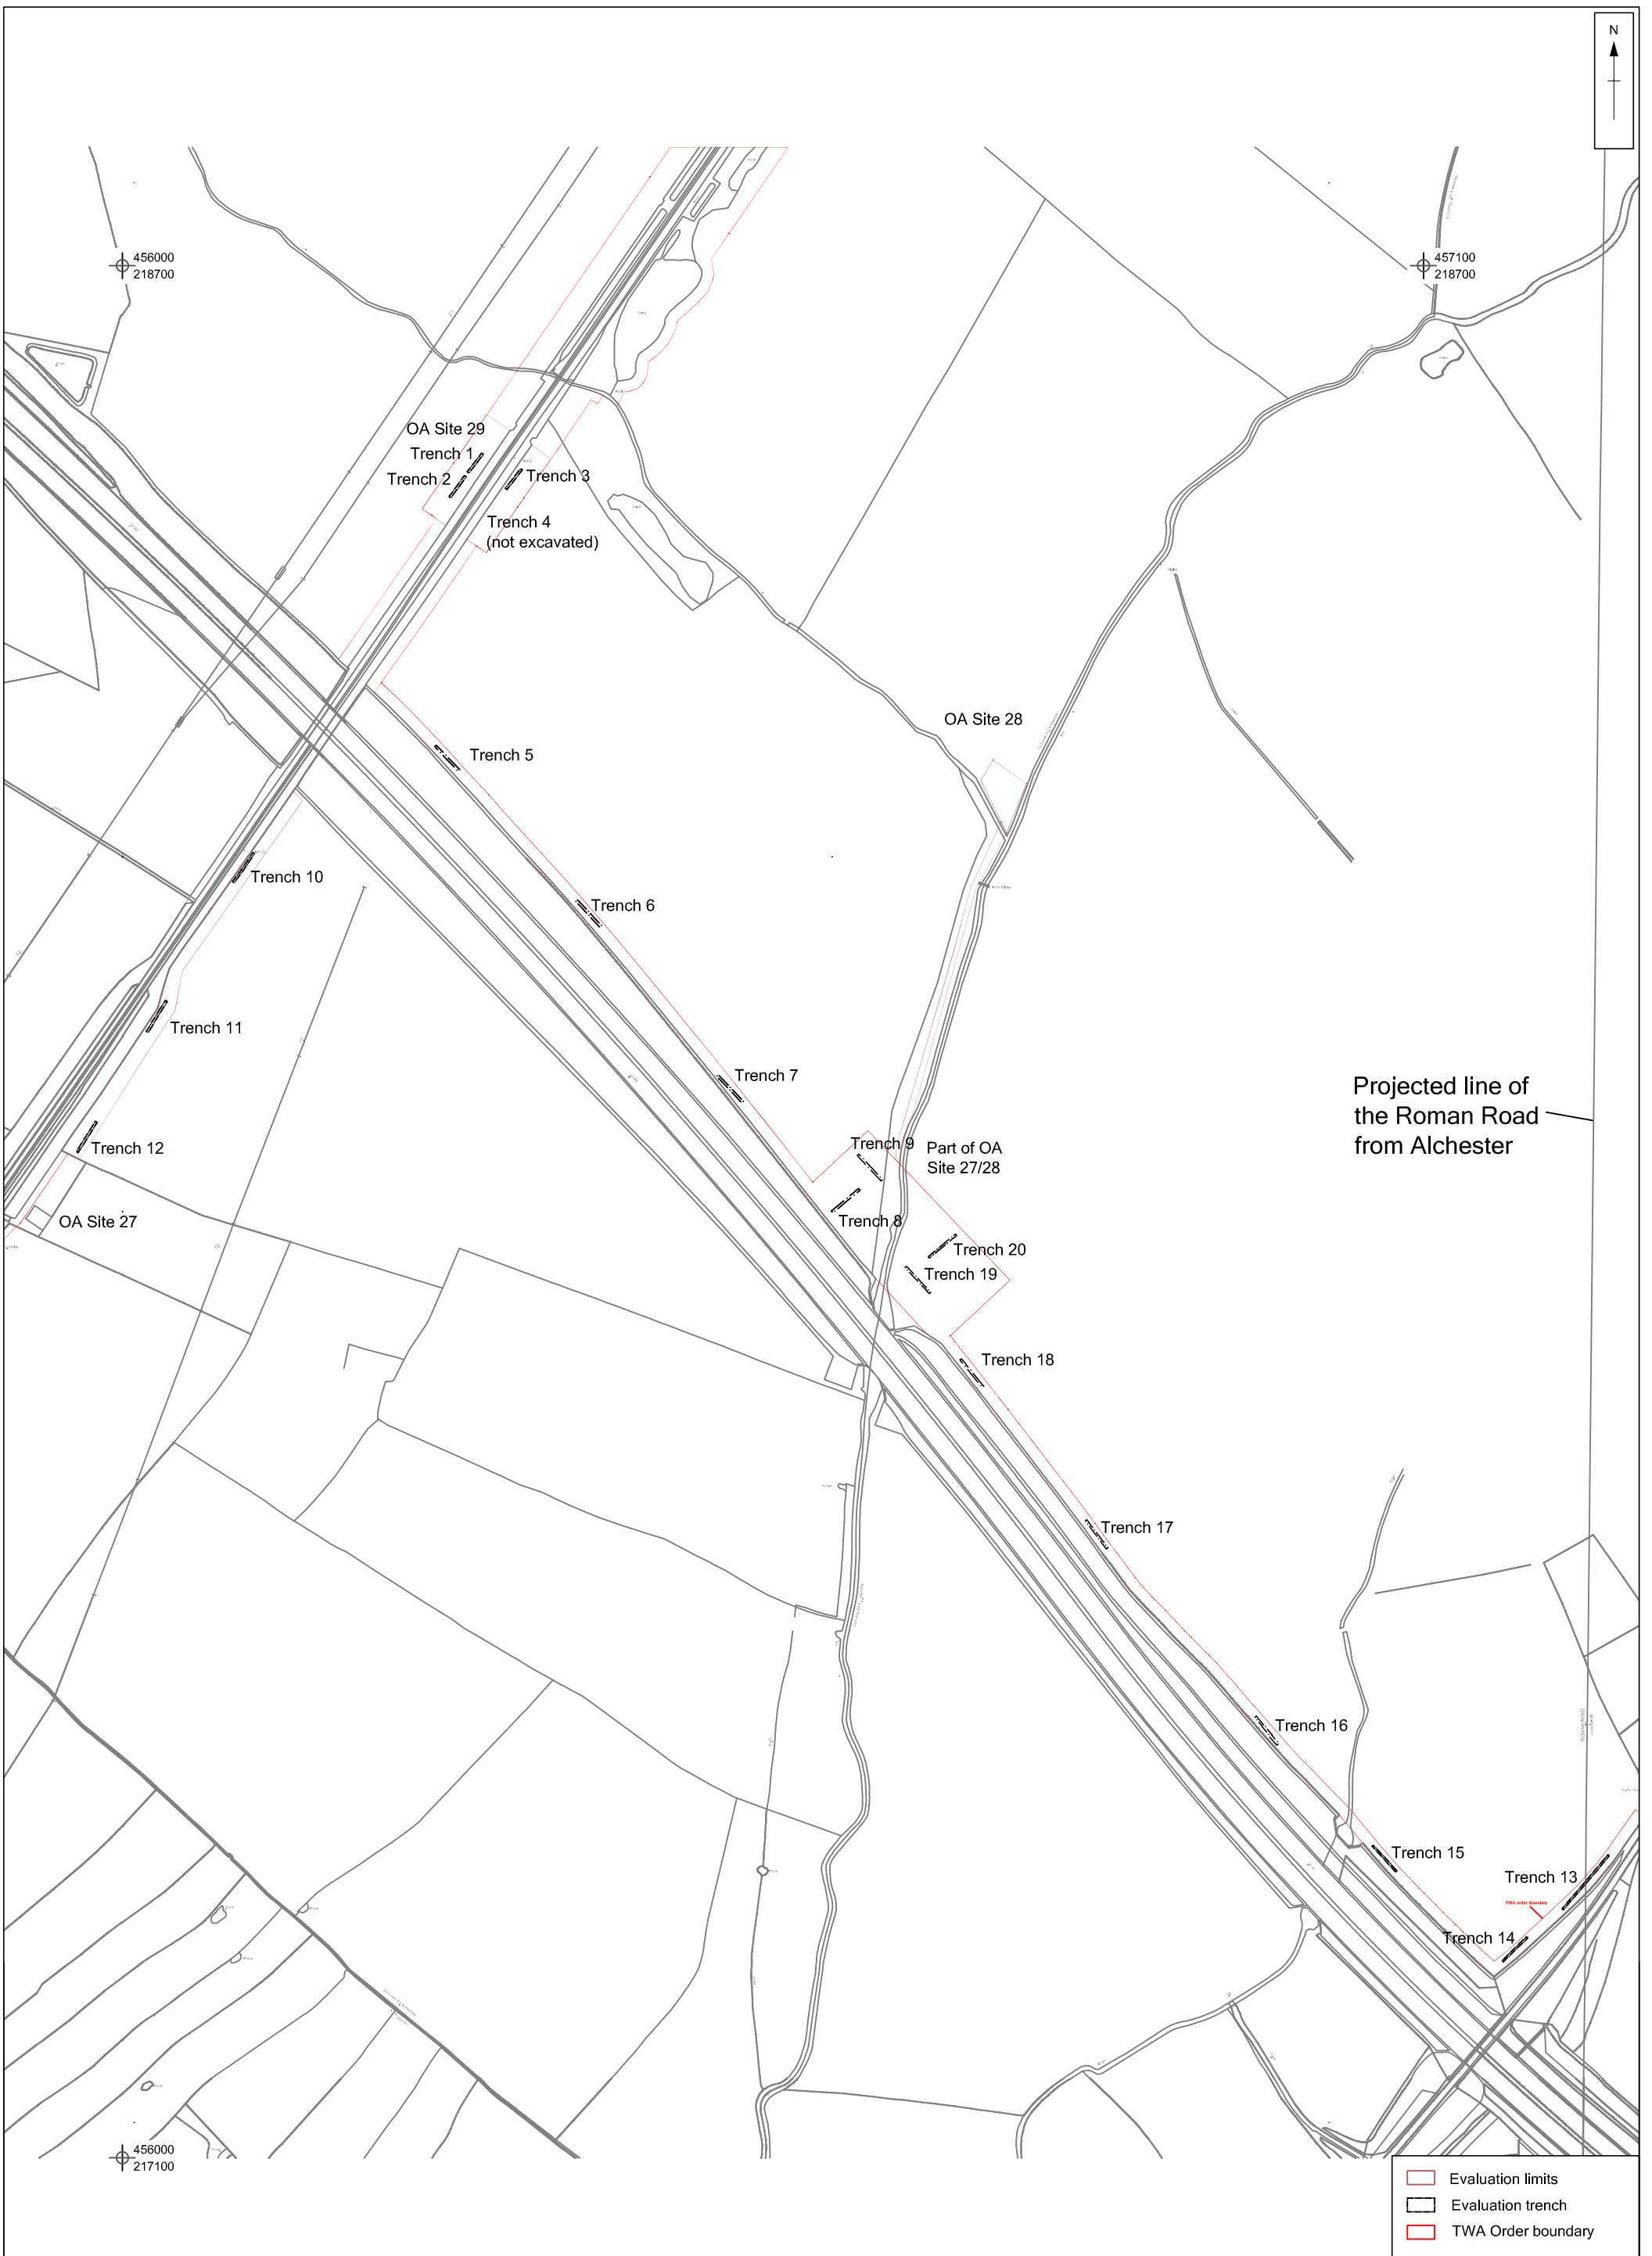 N
456000
218700
457100
218700
OA Site 29
Trench 1
Trench 2
Trench 3
Trench 4
(not excavated)
OA Site 28
Trench 5
Trench 10
Trench 6
Trench 11
Trench 7
Projected line of
the Roman Road
from Alchester
Trench 12
Trench 9
Part of OA
Site 27/28
OA Site 27
Trench 8
Trench 20
Trench 19
Trench 18
Trench 17
Trench 16
Trench 15
Trench 13
TWA order boundary
Trench 14
456000
217100
Evaluation limits
Evaluation trench
TWA Order boundary